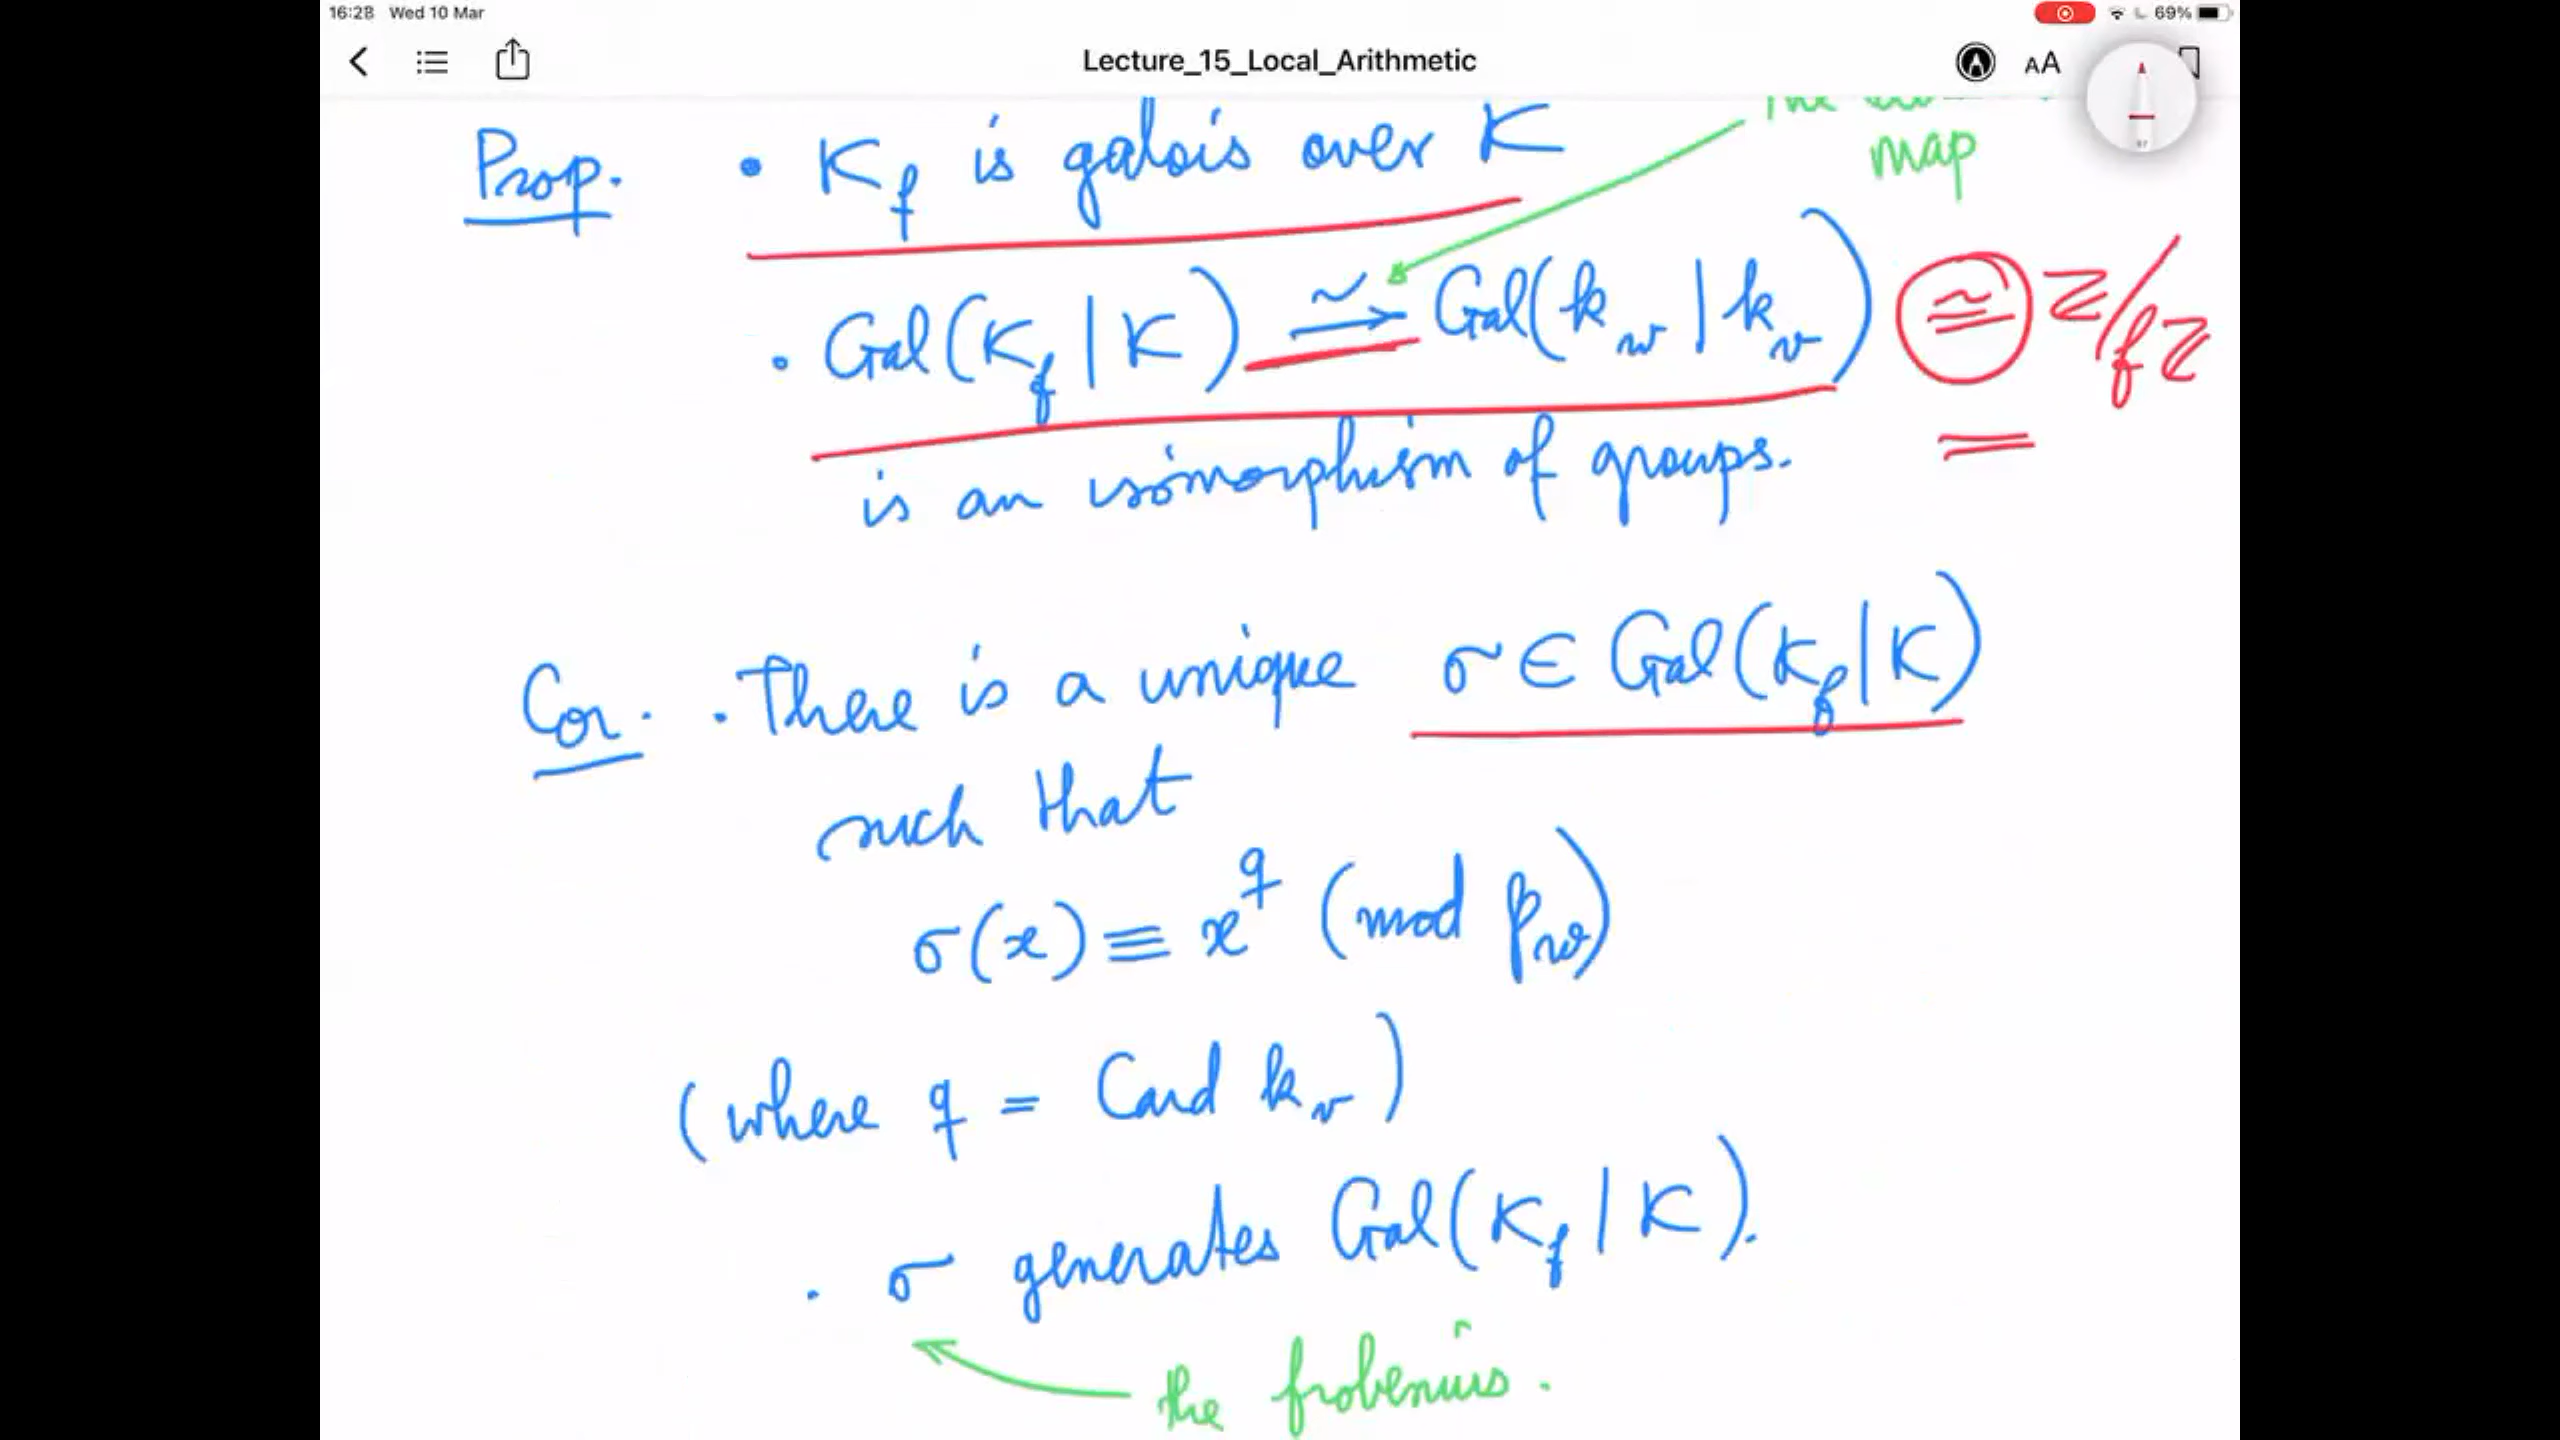 16:28 Wed 10 Mar
69%
Lecture_15_Local_Arithmetic
AA
the
map
Prop. • K_f is galois over K
• Gal(K_f | K) ⥲ Gal(k_w | k_v) ≅ Z/fZ
is an isomorphism of groups.
Cor. • There is a unique σ ∈ Gal(K_f | K)
such that
σ(x) ≡ x^q (mod p_w)
(where q = Card k_v)
• σ generates Gal(K_f | K).
the frobenius.